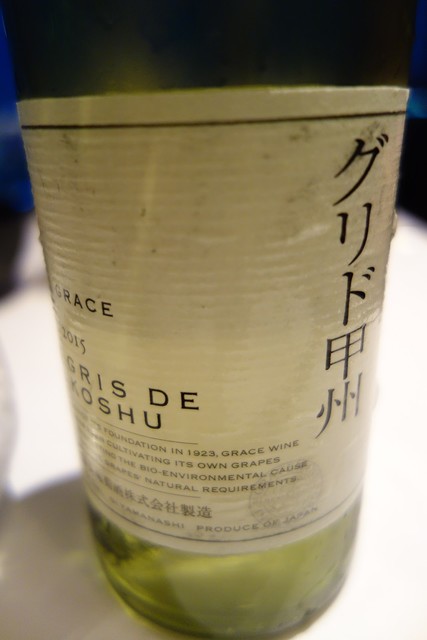 グリド甲州
GRACE
2015
GRIS DE
KOSHU
FOUNDATION IN 1923, GRACE WINE
CULTIVATING ITS OWN GRAPES
THE BIO-ENVIRONMENTAL CAUSE
GRAPES' NATURAL REQUIREMENTS
株式会社製造
YAMANASHI PRODUCE OF JAPAN